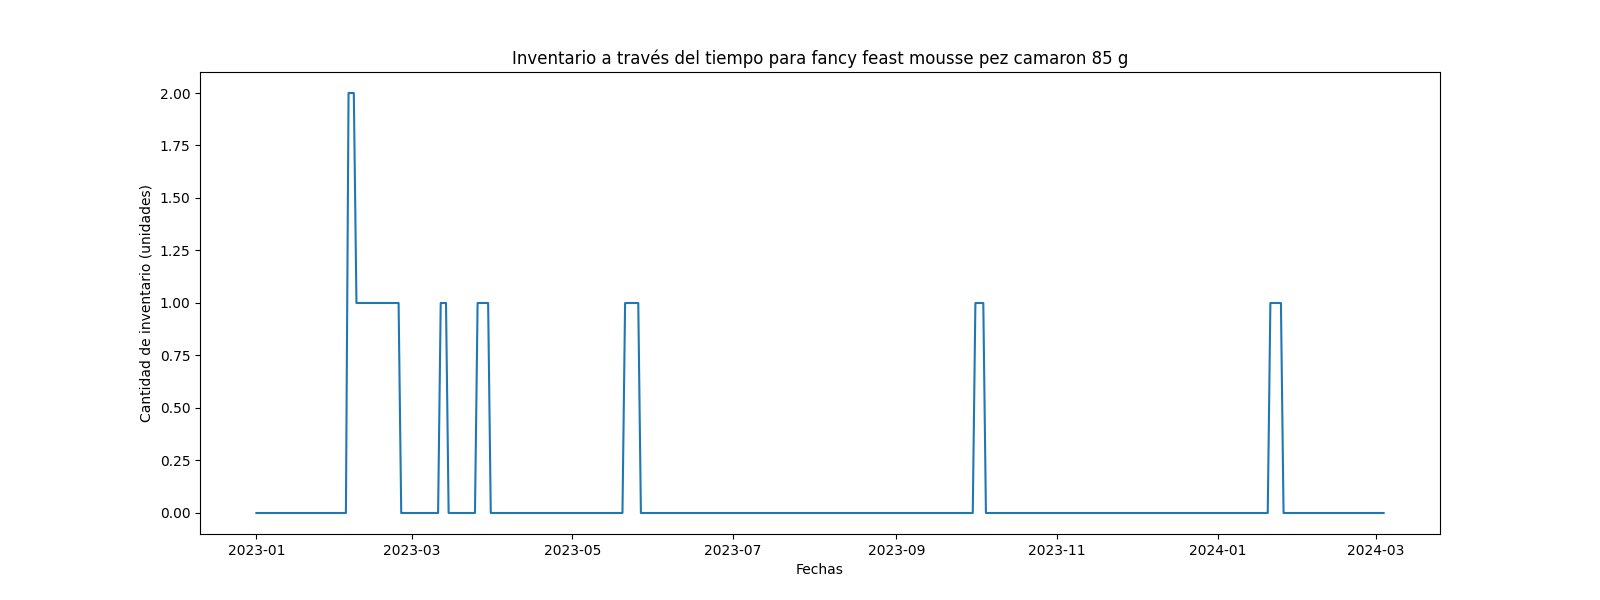 Inventario a través del tiempo para fancy feast mousse pez camaron 85 g
Cantidad de inventario (unidades)
2.00
1.75
1.50
1.25
1.00
0.75
0.50
0.25
0.00
2023-01 2023-03 2023-05 2023-07 2023-09 2023-11 2024-01 2024-03
Fechas